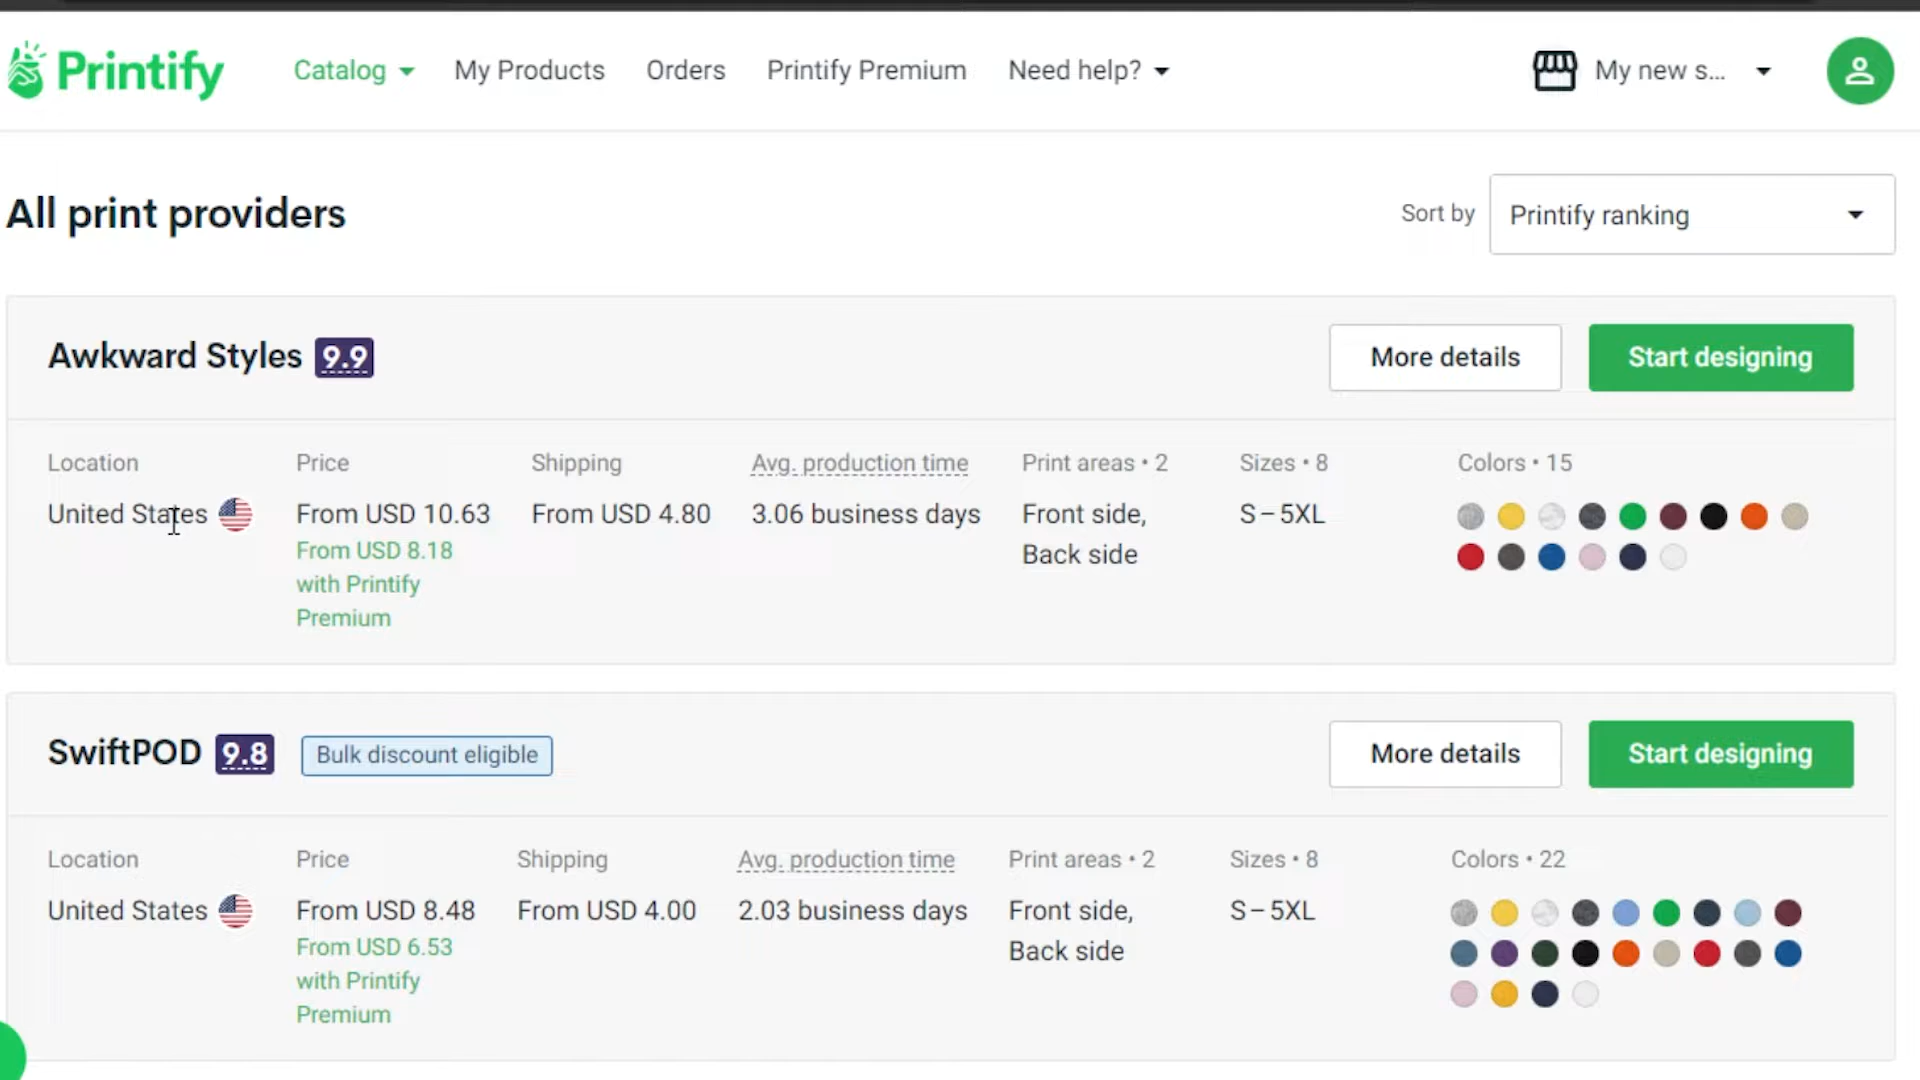 Printify Catalog My Products Orders Printify Premium Need help? My new s...
All print providers
Sort by Printify ranking
Awkward Styles 9.9 More details Start designing
Location Price Shipping Avg. production time Print areas • 2 Sizes • 8 Colors • 15
United States From USD 10.63 From USD 4.80 3.06 business days Front side, S – 5XL
From USD 8.18 Back side
with Printify
Premium
SwiftPOD 9.8 Bulk discount eligible More details Start designing
Location Price Shipping Avg. production time Print areas • 2 Sizes • 8 Colors • 22
United States From USD 8.48 From USD 4.00 2.03 business days Front side, S – 5XL
From USD 6.53 Back side
with Printify
Premium